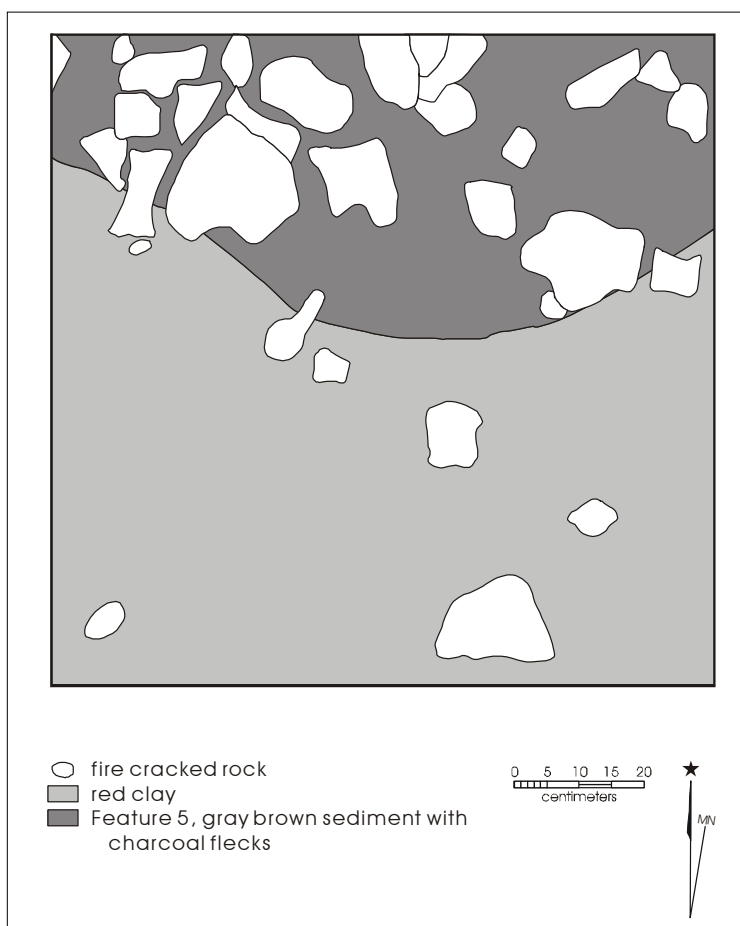 fire cracked rock
red clay
Feature 5, gray brown sediment with
charcoal flecks
0 5 10 15 20
centimeters
MN